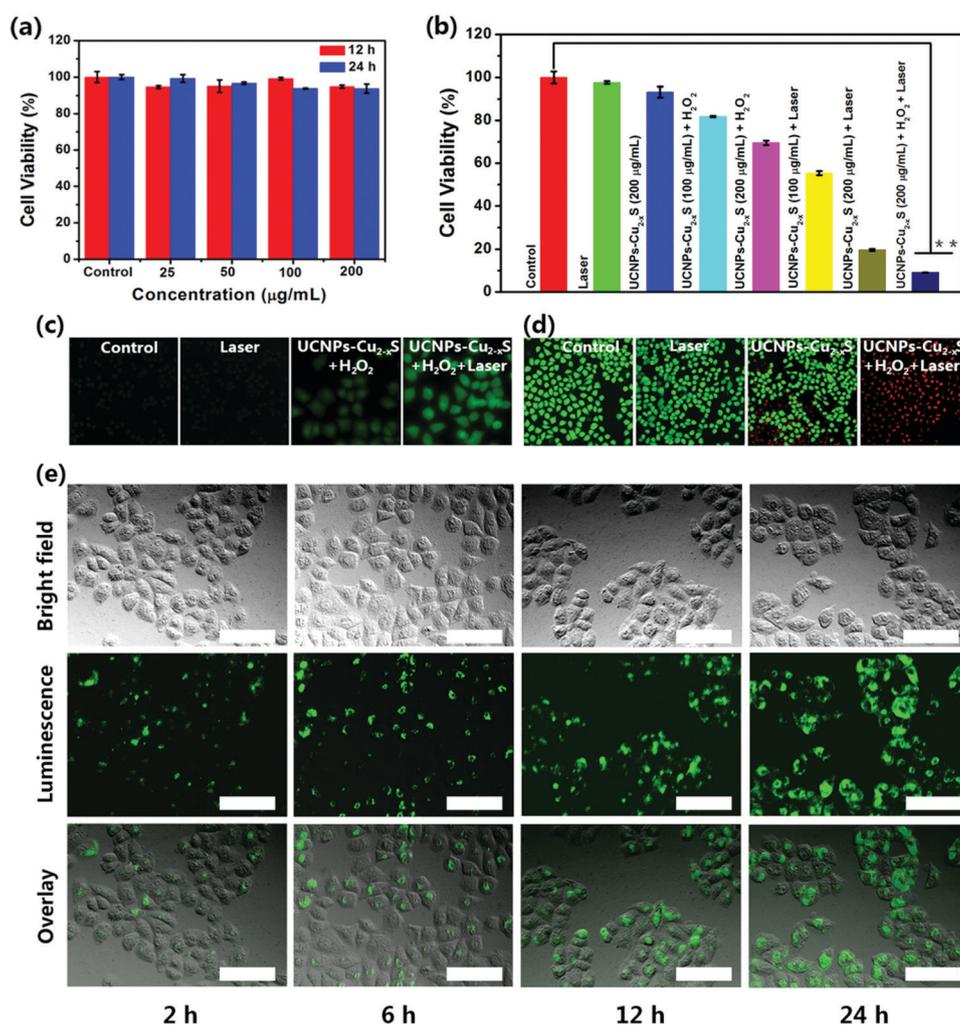 (a)
120
100
80
60
40
20
0
Cell Viability (%)
12 h
24 h
Control 25 50 100 200
Concentration (μg/mL)
(b)
120
100
80
60
40
20
0
Cell Viability (%)
Control
Laser
UCNPs-Cu2-xS (200 μg/mL)
UCNPs-Cu2-xS (100 μg/mL) + H2O2
UCNPs-Cu2-xS (200 μg/mL) + H2O2
UCNPs-Cu2-xS (100 μg/mL) + Laser
UCNPs-Cu2-xS (200 μg/mL) + Laser
UCNPs-Cu2-xS (200 μg/mL) + H2O2 + Laser
* *
(c)
Control
Laser
UCNPs-Cu2-xS
+H2O2
UCNPs-Cu2-xS
+H2O2+Laser
(d)
Control
Laser
UCNPs-Cu2-xS
UCNPs-Cu2-xS
+H2O2+Laser
(e)
Bright field
Luminescence
Overlay
2 h 6 h 12 h 24 h